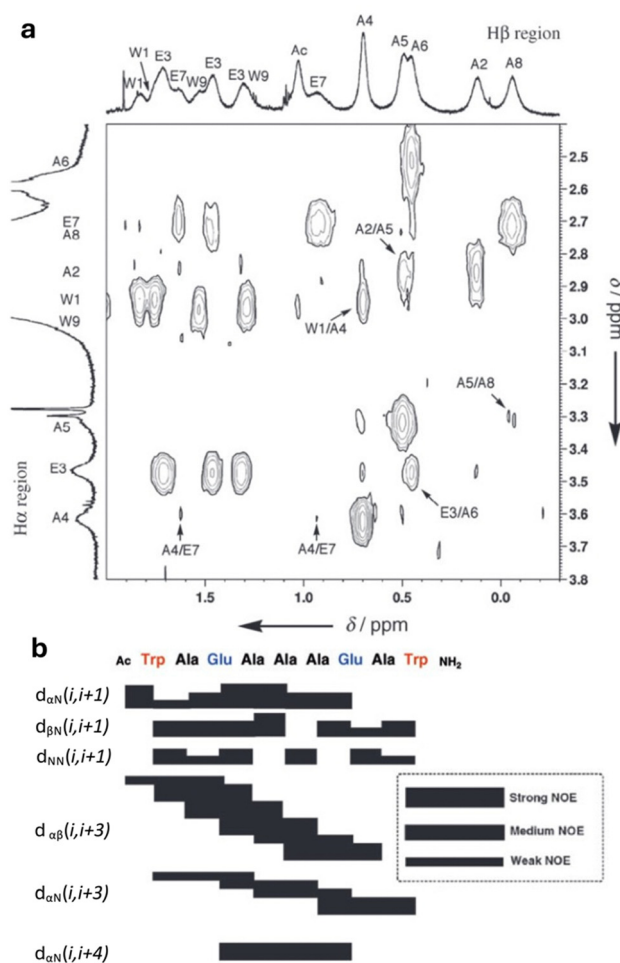 a
Hβ region
A4
Ac
A5
A6
A2
A8
E3
E3
W1
W1
E7
W9
E3
W9
E7
A6
E7
A8
A2
W1
W9
A5
E3
A4
Hα region
A2/A5
W1/A4
A5/A8
E3/A6
A4/E7
A4/E7
2.5
2.6
2.7
2.8
2.9
3.0
3.1
3.2
3.3
3.4
3.5
3.6
3.7
3.8
δ / ppm
1.5 1.0 0.5 0.0
δ / ppm
b
Ac Trp Ala Glu Ala Ala Ala Glu Ala Trp NH2
dαN(i,i+1)
dβN(i,i+1)
dNN(i,i+1)
dαβ(i,i+3)
dαN(i,i+3)
dαN(i,i+4)
Strong NOE
Medium NOE
Weak NOE